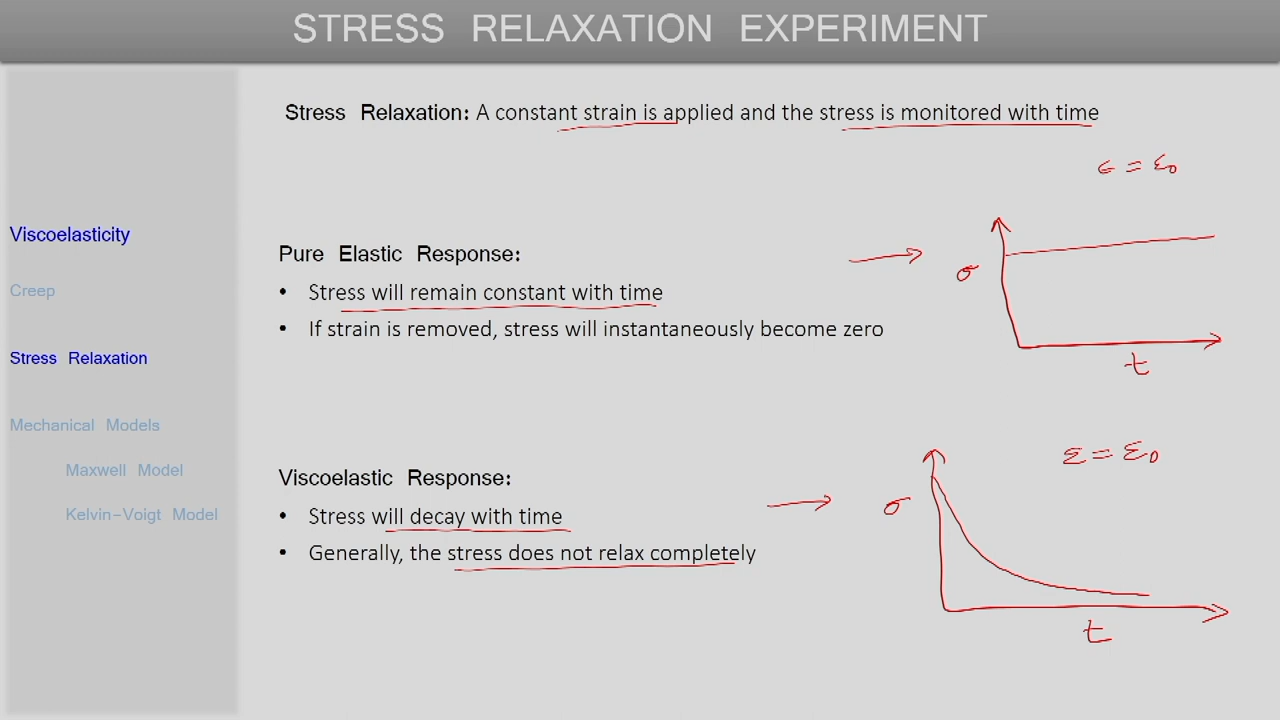 STRESS RELAXATION EXPERIMENT
Stress Relaxation: A constant strain is applied and the stress is monitored with time
ε = ε0
Viscoelasticity
Creep
Stress Relaxation
Mechanical Models
Maxwell Model
Kelvin-Voigt Model
Pure Elastic Response:
• Stress will remain constant with time
• If strain is removed, stress will instantaneously become zero
σ
t
Viscoelastic Response:
• Stress will decay with time
• Generally, the stress does not relax completely
ε = ε0
σ
t